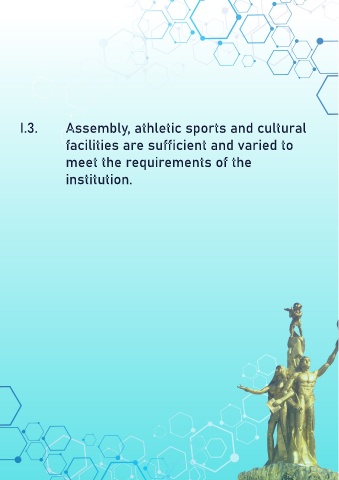 I.3. Assembly, athletic sports and cultural
facilities are sufficient and varied to
meet the requirements of the
institution.